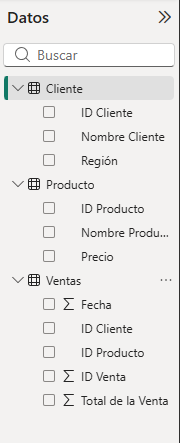 Datos
Buscar
Cliente
ID Cliente
Nombre Cliente
Región
Producto
ID Producto
Nombre Produ...
Precio
Ventas
Fecha
ID Cliente
ID Producto
ID Venta
Total de la Venta